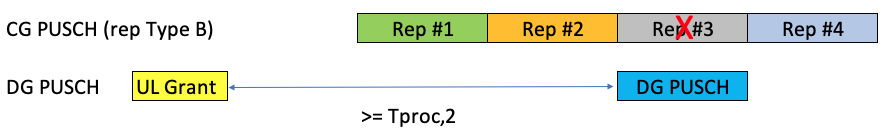 CG PUSCH (rep Type B) Rep #1 Rep #2 Rep #3 Rep #4
DG PUSCH UL Grant DG PUSCH
>= Tproc,2